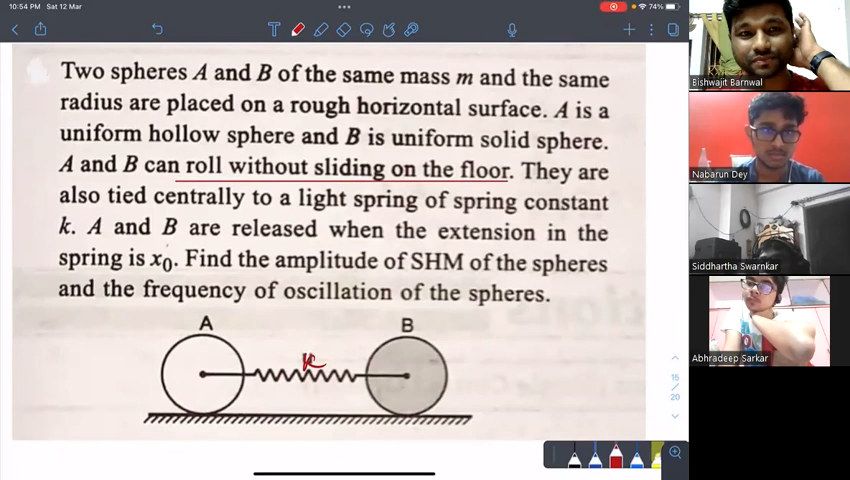 10:54 PM Sat 12 Mar
74%
Two spheres A and B of the same mass m and the same
radius are placed on a rough horizontal surface. A is a
uniform hollow sphere and B is uniform solid sphere.
A and B can roll without sliding on the floor. They are
also tied centrally to a light spring of spring constant
k. A and B are released when the extension in the
spring is x₀. Find the amplitude of SHM of the spheres
and the frequency of oscillation of the spheres.
A
B
K
15
/
20
Biswajit Barnwal
Nabarun Dey
Siddhartha Swarnkar
Abhradeep Sarkar